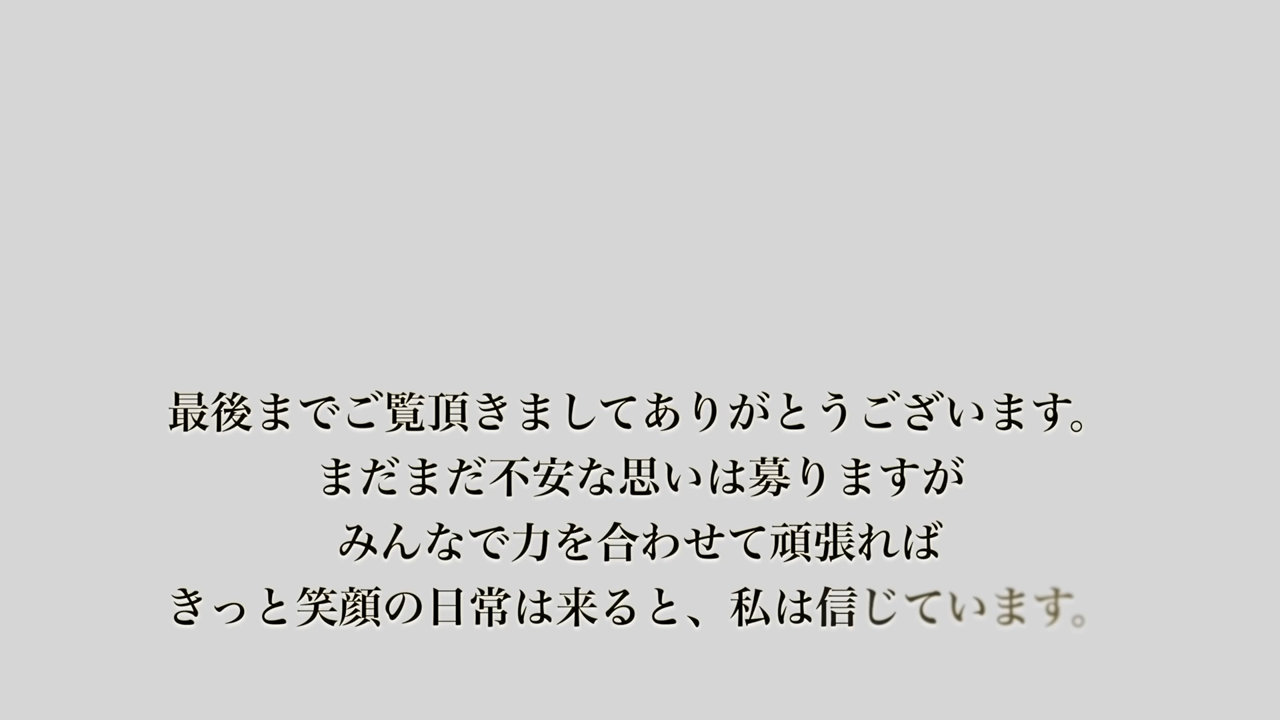 最後までご覧頂きましてありがとうございます。
まだまだ不安な思いは募りますが
みんなで力を合わせて頑張れば
きっと笑顔の日常は来ると、私は信じています。